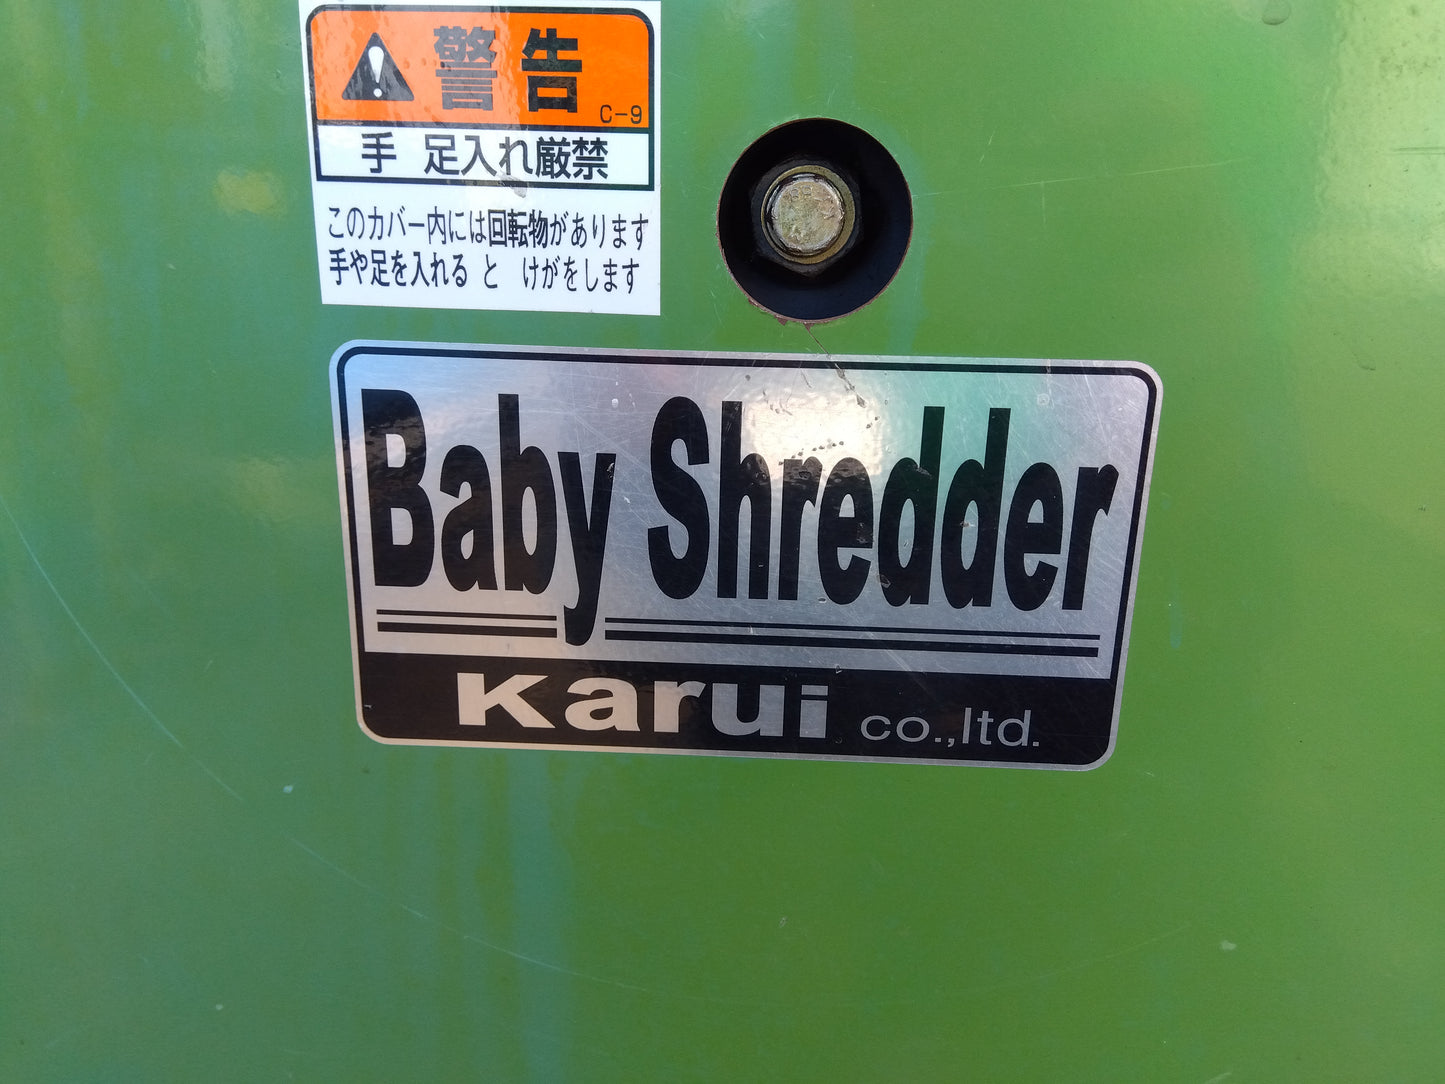 警告
C-9
手 足入れ厳禁
このカバー内には回転物があります
手や足を入れる と けがをします
Baby Shredder
Karui co.,ltd.